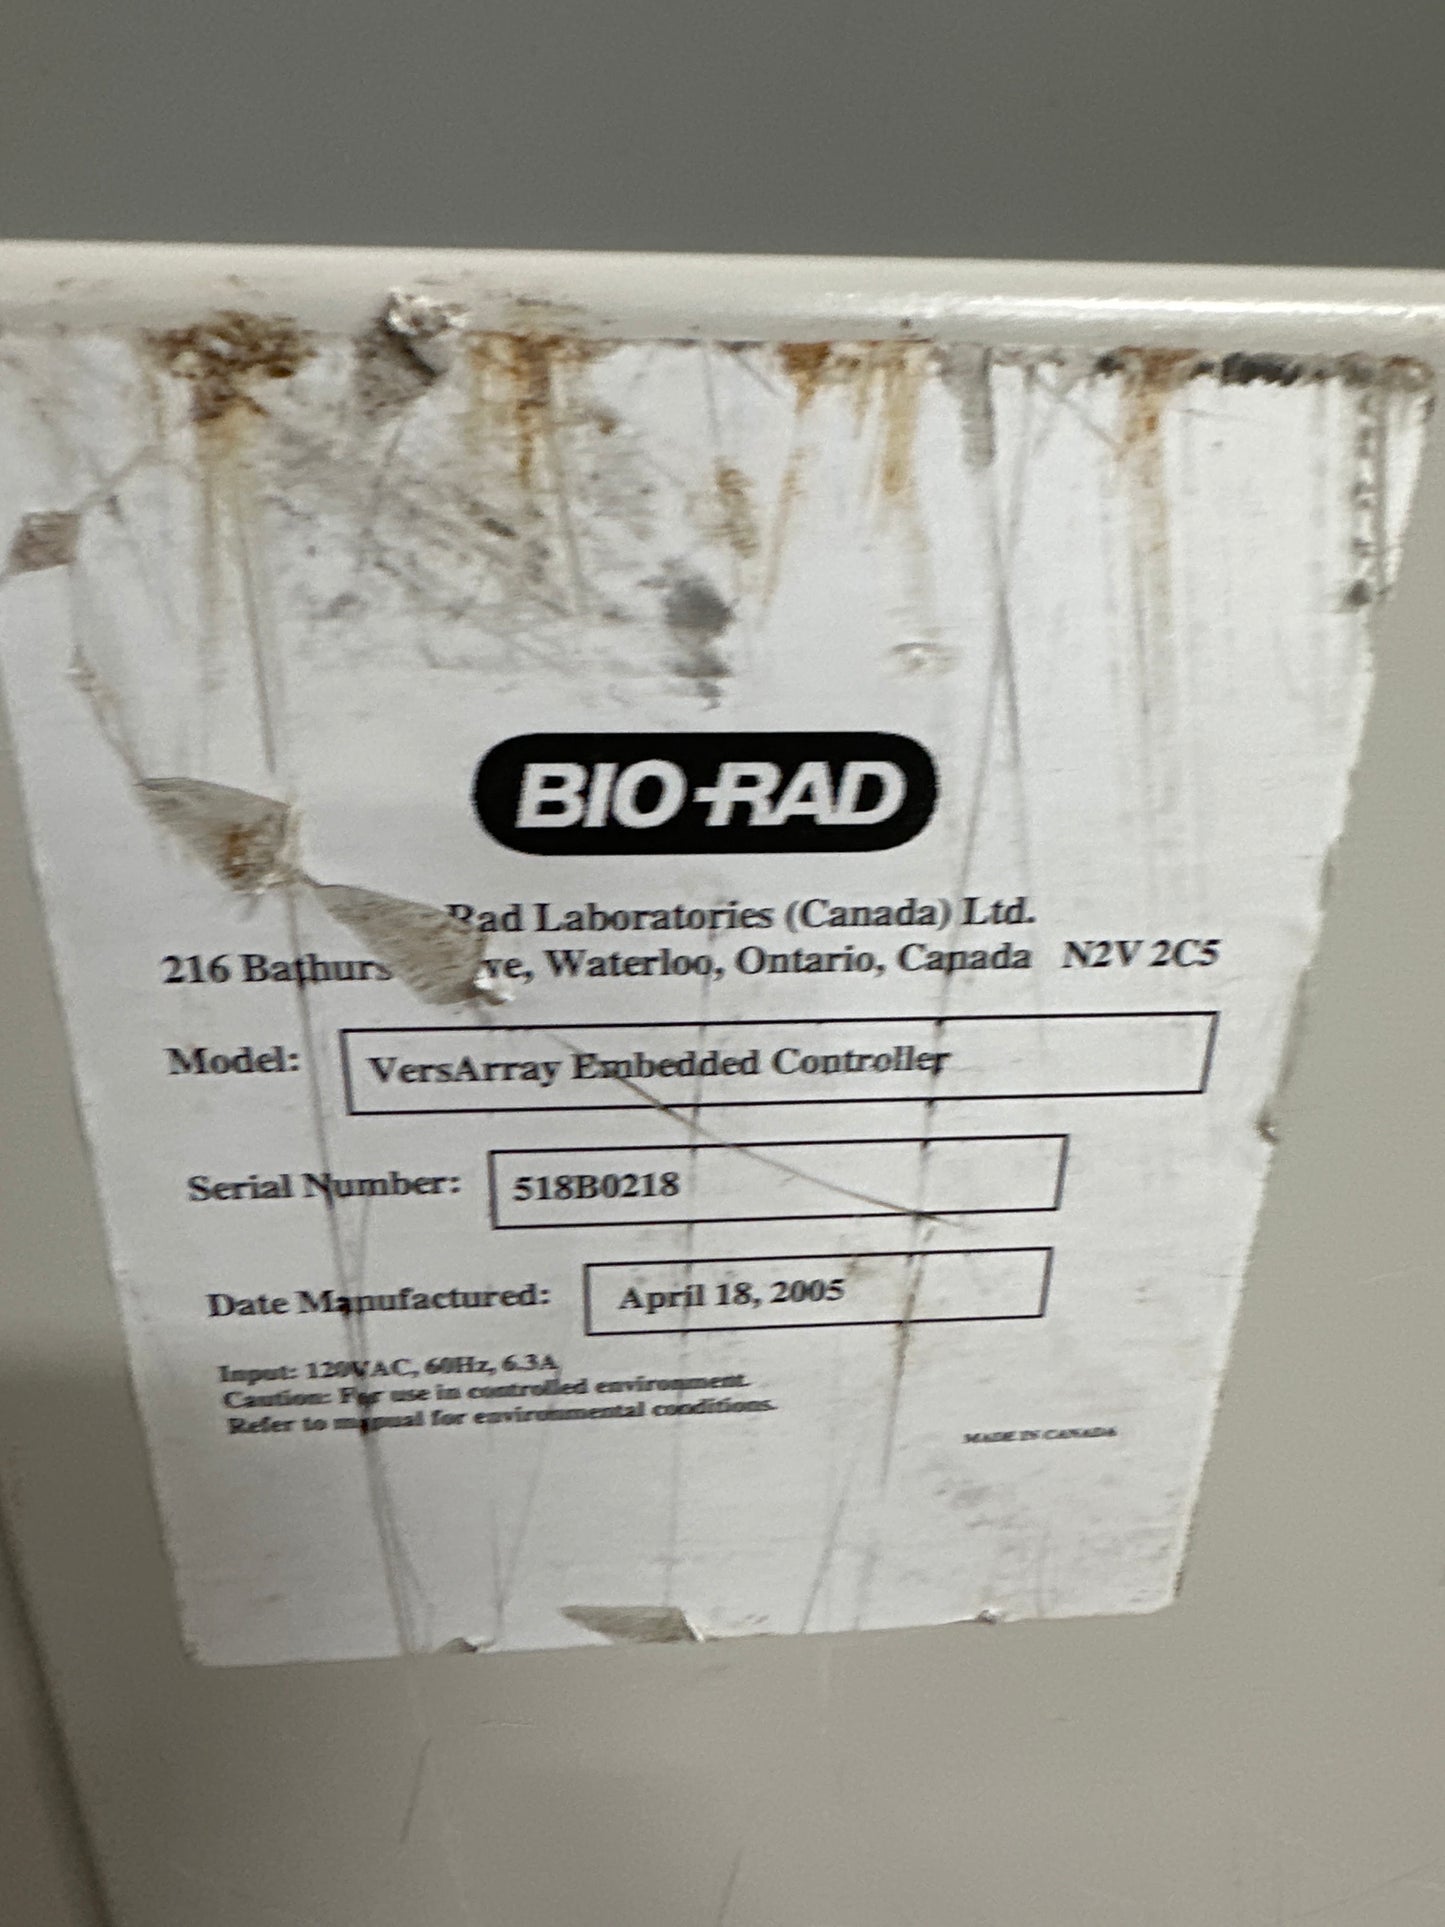 BIO-RAD
Rad Laboratories (Canada) Ltd.
216 Bathurs ve, Waterloo, Ontario, Canada N2V 2C5
Model: VersArray Embedded Controller
Serial Number: 518B0218
Date Manufactured: April 18, 2005
Input: 120VAC, 60Hz, 6.3A
Caution: For use in controlled environment.
Refer to manual for environmental conditions.
MADE IN CANADA